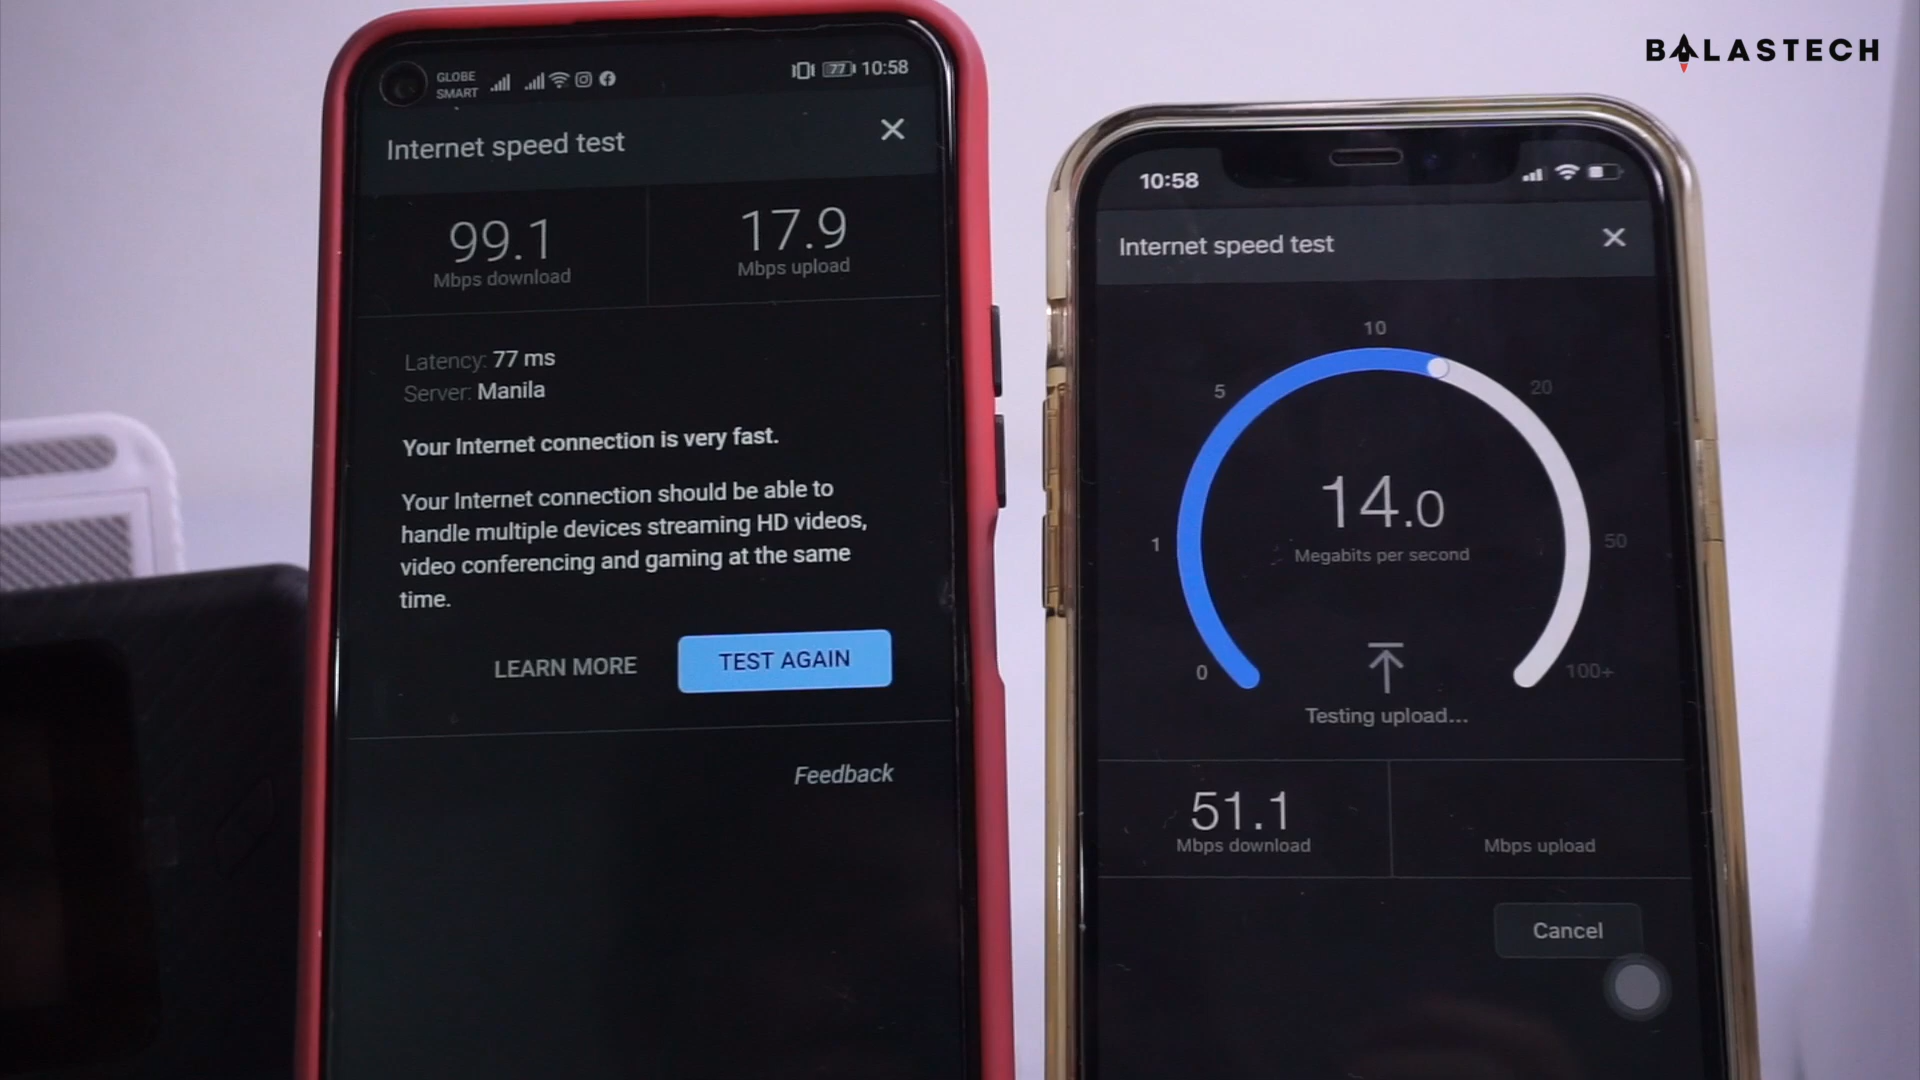 BALASTECH
GLOBE
SMART
77 10:58
Internet speed test
99.1
Mbps download
17.9
Mbps upload
Latency: 77 ms
Server: Manila
Your Internet connection is very fast.
Your Internet connection should be able to
handle multiple devices streaming HD videos,
video conferencing and gaming at the same
time.
LEARN MORE
TEST AGAIN
Feedback
10:58
Internet speed test
10
5
20
1
50
0
100+
14.0
Megabits per second
Testing upload...
51.1
Mbps download
Mbps upload
Cancel